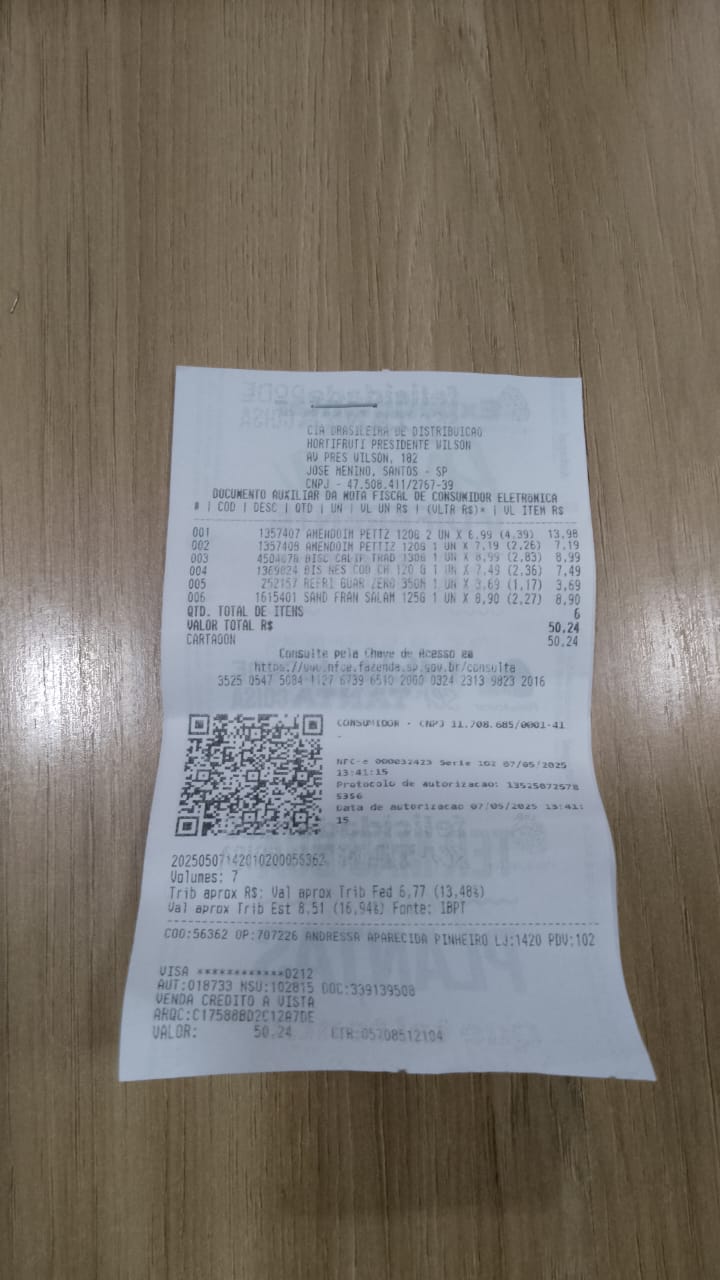 CIA BRASILEIRA DE DISTRIBUICAO
HORTIFRUTI PRESIDENTE WILSON
AV PRES WILSON, 182
JOSE MENINO, SANTOS - SP
CNPJ - 47.508.411/2767-39
DOCUMENTO AUXILIAR DA NOTA FISCAL DE CONSUMIDOR ELETRONICA
# | COD | DESC | QTD | UN | VL UN R$ | (VLTR R$)* | VL ITEM R$
001 1357407 AMENDOIM PETTIZ 120G 2 UN X 6,99 (4,39) 13,98
002 1357408 AMENDOIM PETTIZ 120G 1 UN X 7,19 (2,26) 7,19
003 4504878 BISC CALIF TRAD 130G 1 UN X 8,99 (2,83) 8,99
004 1369824 BIS NES COO CH 120 G 1 UN X 7,49 (2,36) 7,49
005 252157 REFRI GUAR ZERO 350M 1 UN X 3,69 (1,17) 3,69
006 1615401 SAND FRAN SALAM 125G 1 UN X 8,90 (2,27) 8,90
QTD. TOTAL DE ITENS 6
VALOR TOTAL R$ 50,24
CARTAOON 50,24
Consulte pela Chave de Acesso em
https://www.nfce.fazenda.sp.gov.br/consulta
3525 0547 5084 1127 6739 6510 2000 0324 2313 9823 2016
CONSUMIDOR - CNPJ 11.708.685/0001-41
-
NFC-e 000032423 Serie 102 07/05/2025
13:41:15
Protocolo de autorizacao: 13525072578
5356
Data de autorizacao 07/05/2025 13:41:
15
20250507142010200056362
Volumes: 7
Trib aprox R$: Val aprox Trib Fed 6,77 (13,48%)
Val aprox Trib Est 8,51 (16,94%) Fonte: IBPT
COO:56362 OP:707226 ANDRESSA APARECIDA PINHEIRO LJ:1420 PDV:102
VISA ************0212
AUT:018733 NSU:102815 DOC:339139508
VENDA CREDITO A VISTA
ARQC:C17588BD2C12A7DE
VALOR: 50,24 CTR:05708512104